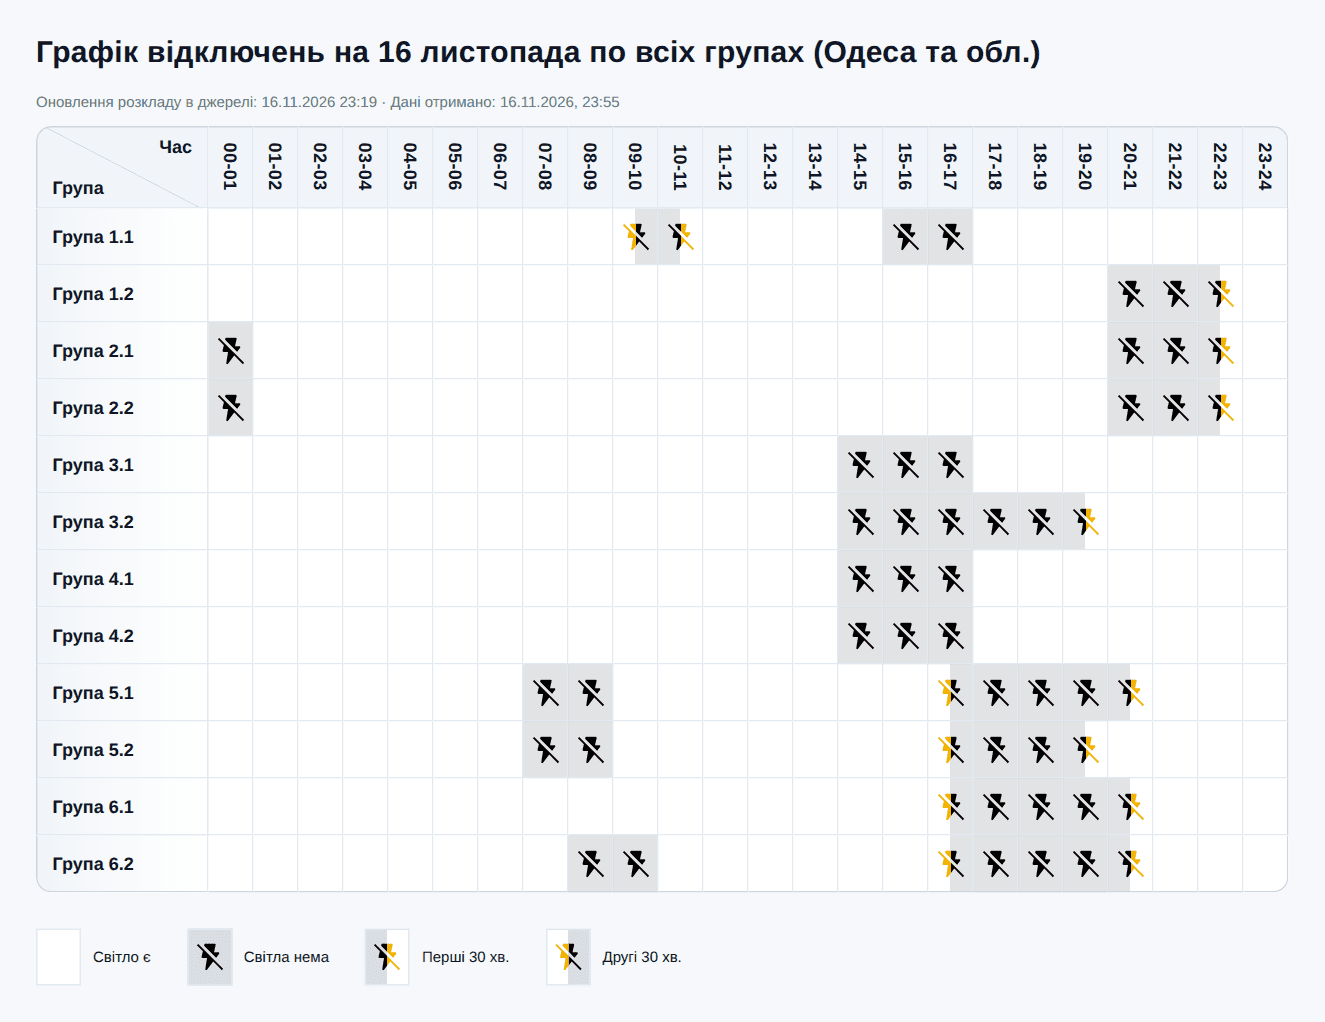 Графік відключень на 16 листопада по всіх групах (Одеса та обл.)
Оновлення розкладу в джерелі: 16.11.2026 23:19 · Дані отримано: 16.11.2026, 23:55
Час
Група
00-01 01-02 02-03 03-04 04-05 05-06 06-07 07-08 08-09 09-10 10-11 11-12 12-13 13-14 14-15 15-16 16-17 17-18 18-19 19-20 20-21 21-22 22-23 23-24
Група 1.1
Група 1.2
Група 2.1
Група 2.2
Група 3.1
Група 3.2
Група 4.1
Група 4.2
Група 5.1
Група 5.2
Група 6.1
Група 6.2
Світло є Світла нема Перші 30 хв. Другі 30 хв.